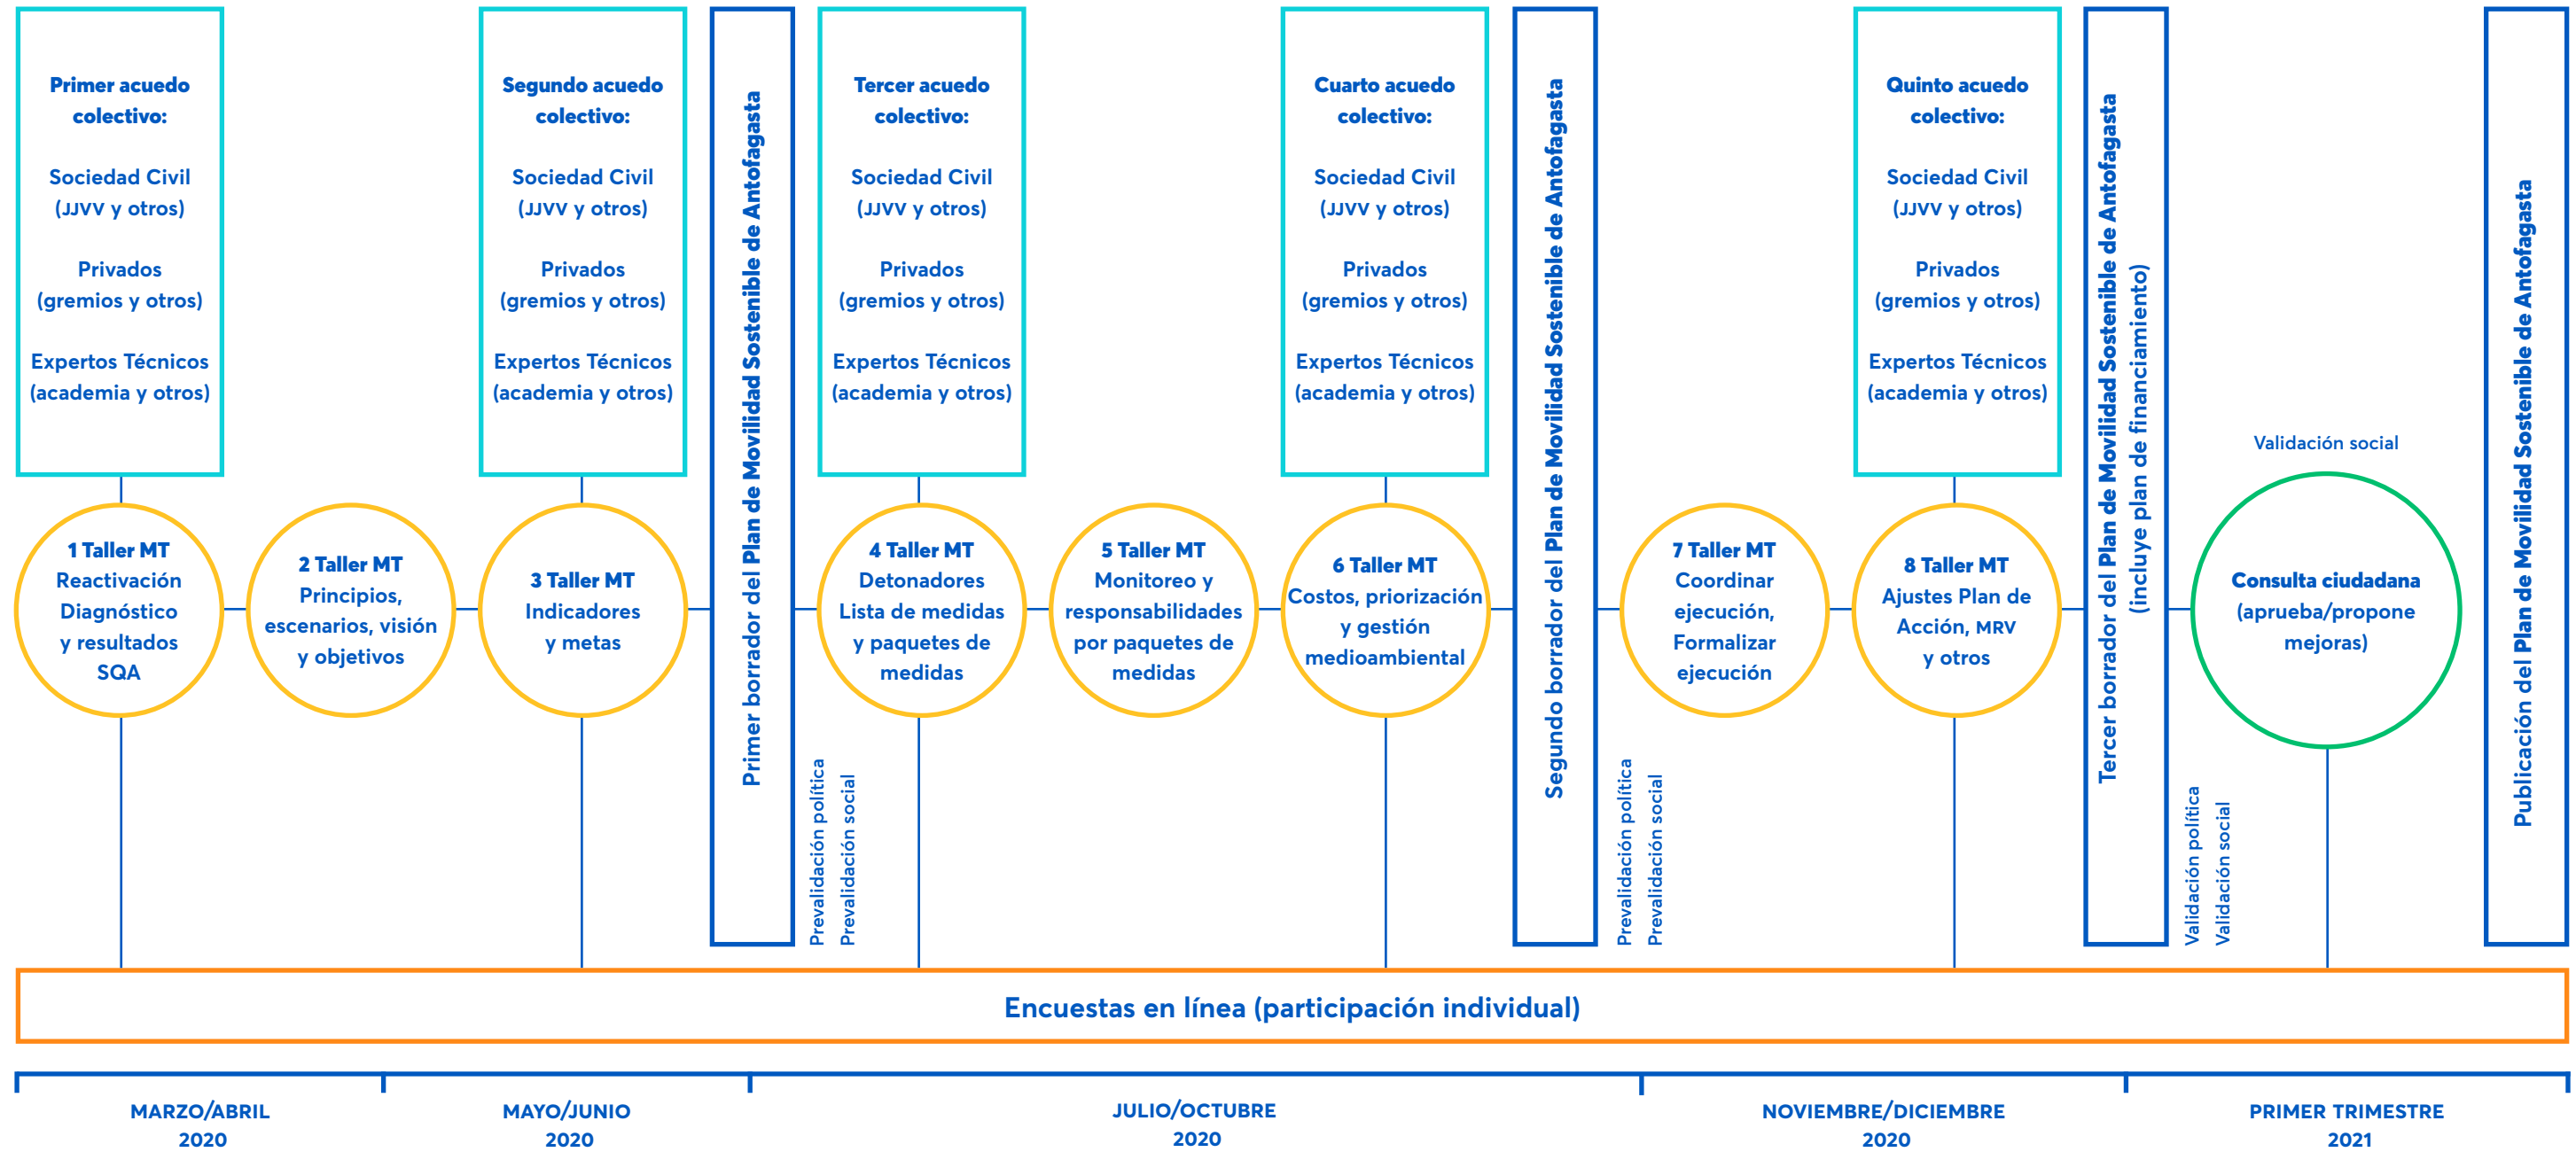 Primer acuedo
colectivo:
Sociedad Civil
(JJVV y otros)
Privados
(gremios y otros)
Expertos Técnicos
(academia y otros)
Segundo acuedo
colectivo:
Sociedad Civil
(JJVV y otros)
Privados
(gremios y otros)
Expertos Técnicos
(academia y otros)
Primer borrador del Plan de Movilidad Sostenible de Antofagasta
Prevalidación política
Prevalidación social
Tercer acuedo
colectivo:
Sociedad Civil
(JJVV y otros)
Privados
(gremios y otros)
Expertos Técnicos
(academia y otros)
Cuarto acuedo
colectivo:
Sociedad Civil
(JJVV y otros)
Privados
(gremios y otros)
Expertos Técnicos
(academia y otros)
Segundo borrador del Plan de Movilidad Sostenible de Antofagasta
Prevalidación política
Prevalidación social
Quinto acuedo
colectivo:
Sociedad Civil
(JJVV y otros)
Privados
(gremios y otros)
Expertos Técnicos
(academia y otros)
Tercer borrador del Plan de Movilidad Sostenible de Antofagasta
(incluye plan de financiamiento)
Validación política
Validación social
Validación social
Publicación del Plan de Movilidad Sostenible de Antofagasta
1 Taller MT
Reactivación
Diagnóstico
y resultados
SQA
2 Taller MT
Principios,
escenarios, visión
y objetivos
3 Taller MT
Indicadores
y metas
4 Taller MT
Detonadores
Lista de medidas
y paquetes de
medidas
5 Taller MT
Monitoreo y
responsabilidades
por paquetes de
medidas
6 Taller MT
Costos, priorización
y gestión
medioambiental
7 Taller MT
Coordinar
ejecución,
Formalizar
ejecución
8 Taller MT
Ajustes Plan de
Acción, MRV
y otros
Consulta ciudadana
(aprueba/propone
mejoras)
Encuestas en línea (participación individual)
MARZO/ABRIL
2020
MAYO/JUNIO
2020
JULIO/OCTUBRE
2020
NOVIEMBRE/DICIEMBRE
2020
PRIMER TRIMESTRE
2021